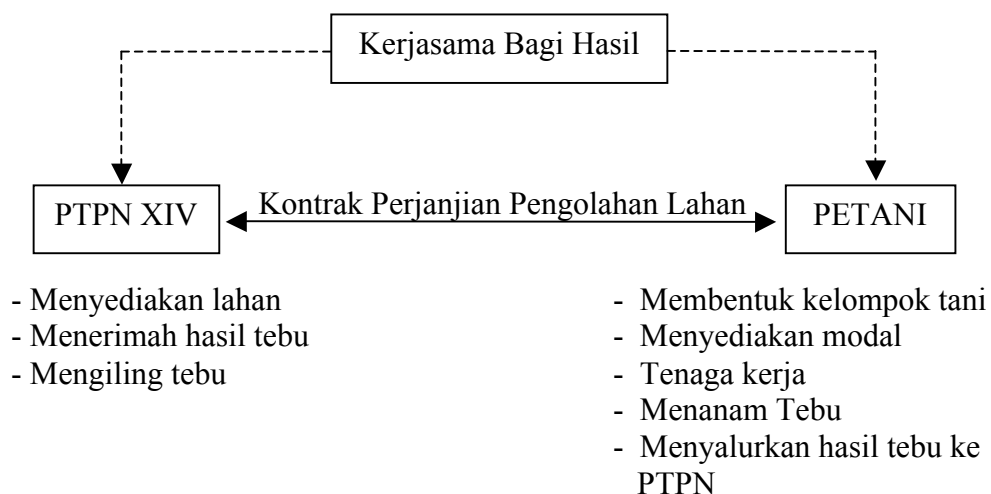 Kerjasama Bagi Hasil
PTPN XIV
Kontrak Perjanjian Pengolahan Lahan
PETANI
- Menyediakan lahan
- Menerimah hasil tebu
- Mengiling tebu
- Membentuk kelompok tani
- Menyediakan modal
- Tenaga kerja
- Menanam Tebu
- Menyalurkan hasil tebu ke
PTPN